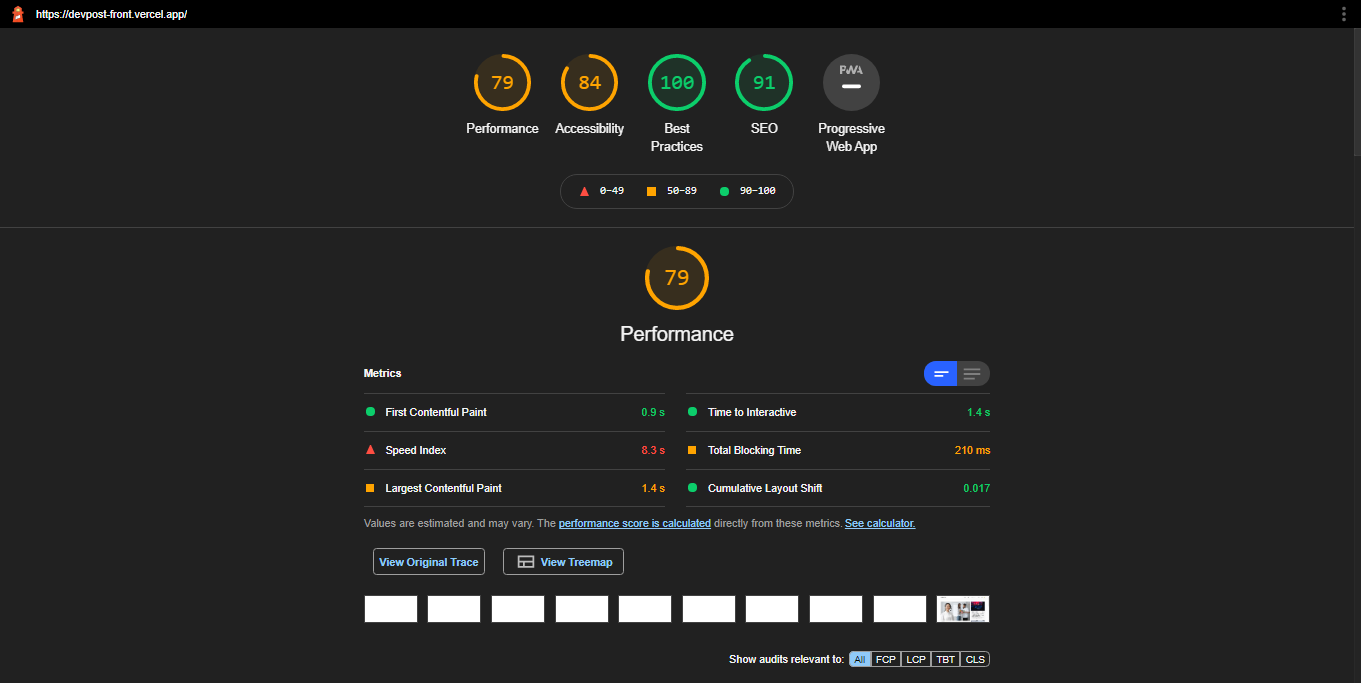 https://devpost-front.vercel.app/
79 84 100 91 PWA
Performance Accessibility Best Practices SEO Progressive Web App
0–49 50–89 90–100
79
Performance
Metrics
First Contentful Paint 0.9 s
Time to Interactive 1.4 s
Speed Index 8.3 s
Total Blocking Time 210 ms
Largest Contentful Paint 1.4 s
Cumulative Layout Shift 0.017
Values are estimated and may vary. The performance score is calculated directly from these metrics. See calculator.
View Original Trace View Treemap
Show audits relevant to: All FCP LCP TBT CLS